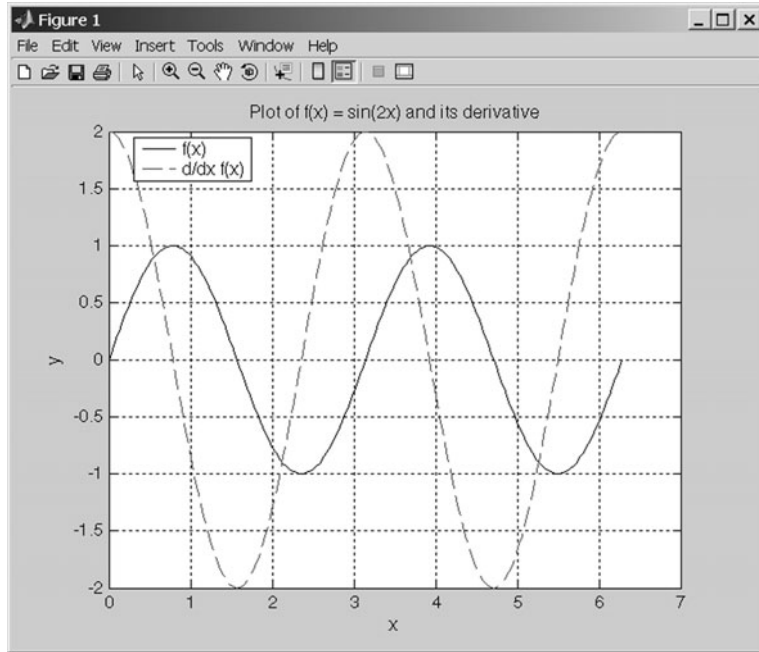 Figure 1
File Edit View Insert Tools Window Help
Plot of f(x) = sin(2x) and its derivative
f(x)
d/dx f(x)
2
1.5
1
0.5
0
-0.5
-1
-1.5
-2
y
0 1 2 3 4 5 6 7
x